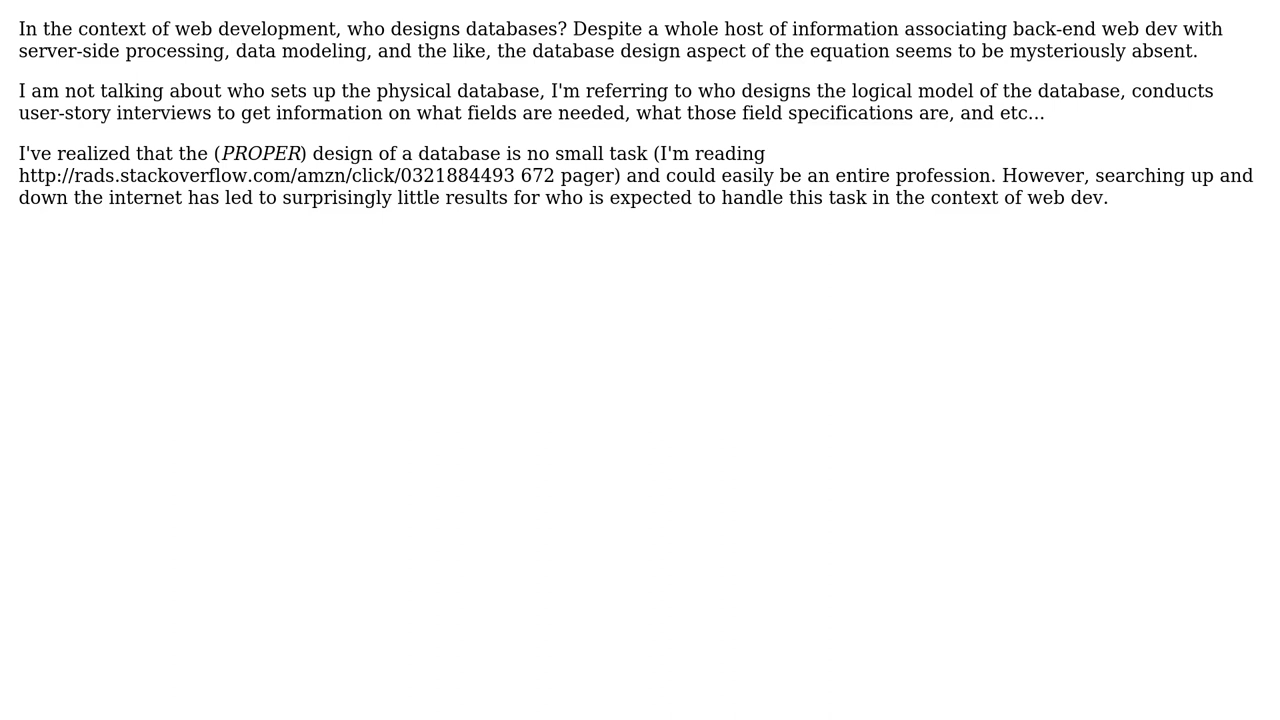 In the context of web development, who designs databases? Despite a whole host of information associating back-end web dev with
server-side processing, data modeling, and the like, the database design aspect of the equation seems to be mysteriously absent.
I am not talking about who sets up the physical database, I'm referring to who designs the logical model of the database, conducts
user-story interviews to get information on what fields are needed, what those field specifications are, and etc...
I've realized that the (PROPER) design of a database is no small task (I'm reading
http://rads.stackoverflow.com/amzn/click/0321884493 672 pager) and could easily be an entire profession. However, searching up and
down the internet has led to surprisingly little results for who is expected to handle this task in the context of web dev.